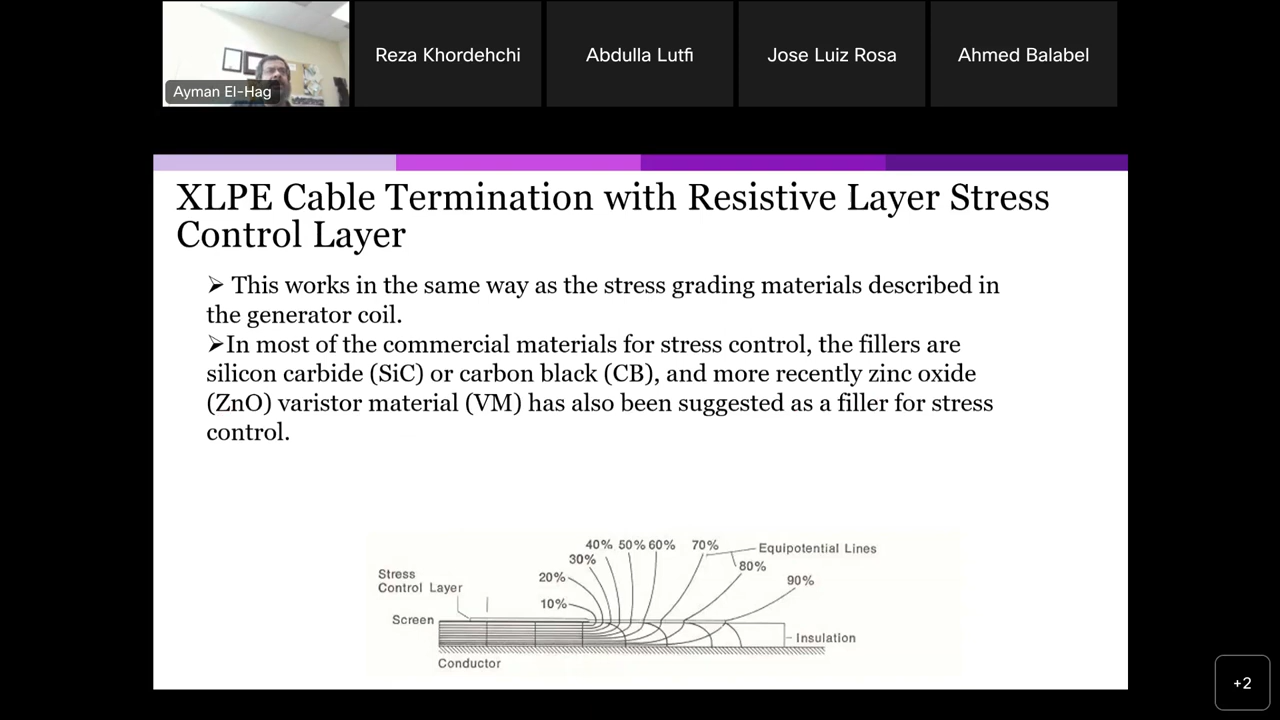 Ayman El-Hag
Reza Khordehchi
Abdulla Lutfi
Jose Luiz Rosa
Ahmed Balabel
XLPE Cable Termination with Resistive Layer Stress
Control Layer
➢ This works in the same way as the stress grading materials described in
the generator coil.
➢In most of the commercial materials for stress control, the fillers are
silicon carbide (SiC) or carbon black (CB), and more recently zinc oxide
(ZnO) varistor material (VM) has also been suggested as a filler for stress
control.
40% 50% 60% 70%
Equipotential Lines
30%
80%
20%
90%
Stress
Control Layer
10%
Screen
Insulation
Conductor
+2